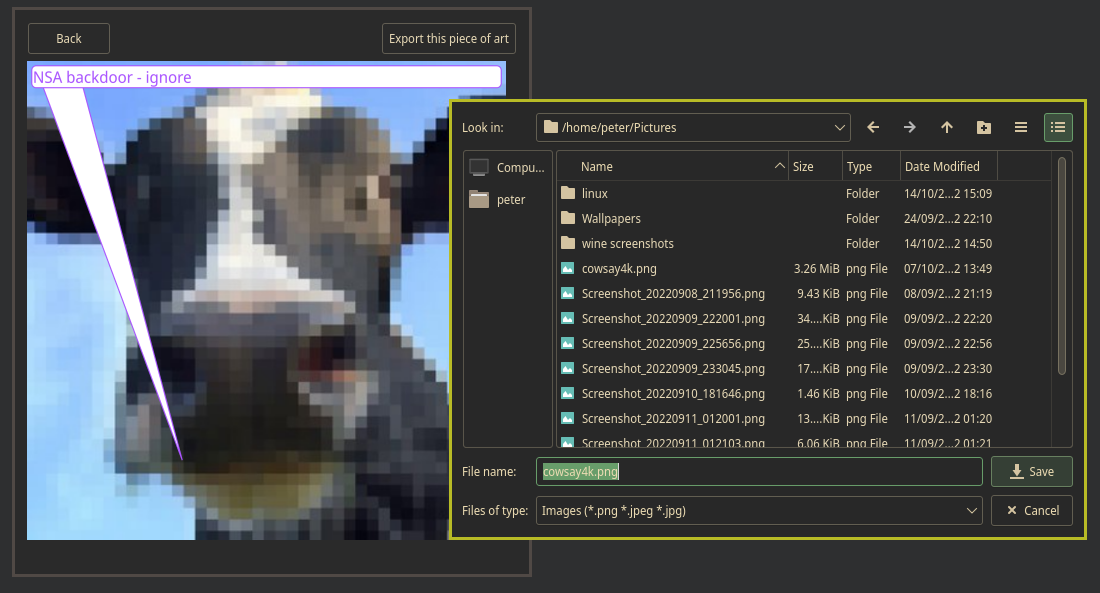 Back
Export this piece of art
NSA backdoor - ignore
Look in:
/home/peter/Pictures
Compu...
peter
Name Size Type Date Modified
linux Folder 14/10/2...2 15:09
Wallpapers Folder 24/09/2...2 22:10
wine screenshots Folder 14/10/2...2 14:50
cowsay4k.png 3.26 MiB png File 07/10/2...2 13:49
Screenshot_20220908_211956.png 9.43 KiB png File 08/09/2...2 21:19
Screenshot_20220909_222001.png 34....KiB png File 09/09/2...2 22:20
Screenshot_20220909_225656.png 25....KiB png File 09/09/2...2 22:56
Screenshot_20220909_233045.png 17....KiB png File 09/09/2...2 23:30
Screenshot_20220910_181646.png 1.46 KiB png File 10/09/2...2 18:16
Screenshot_20220911_012001.png 13....KiB png File 11/09/2...2 01:20
Screenshot_20220911_012103.png 6.06 KiB png File 11/09/2...2 01:21
File name: cowsay4k.png Save
Files of type: Images (*.png *.jpeg *.jpg) Cancel